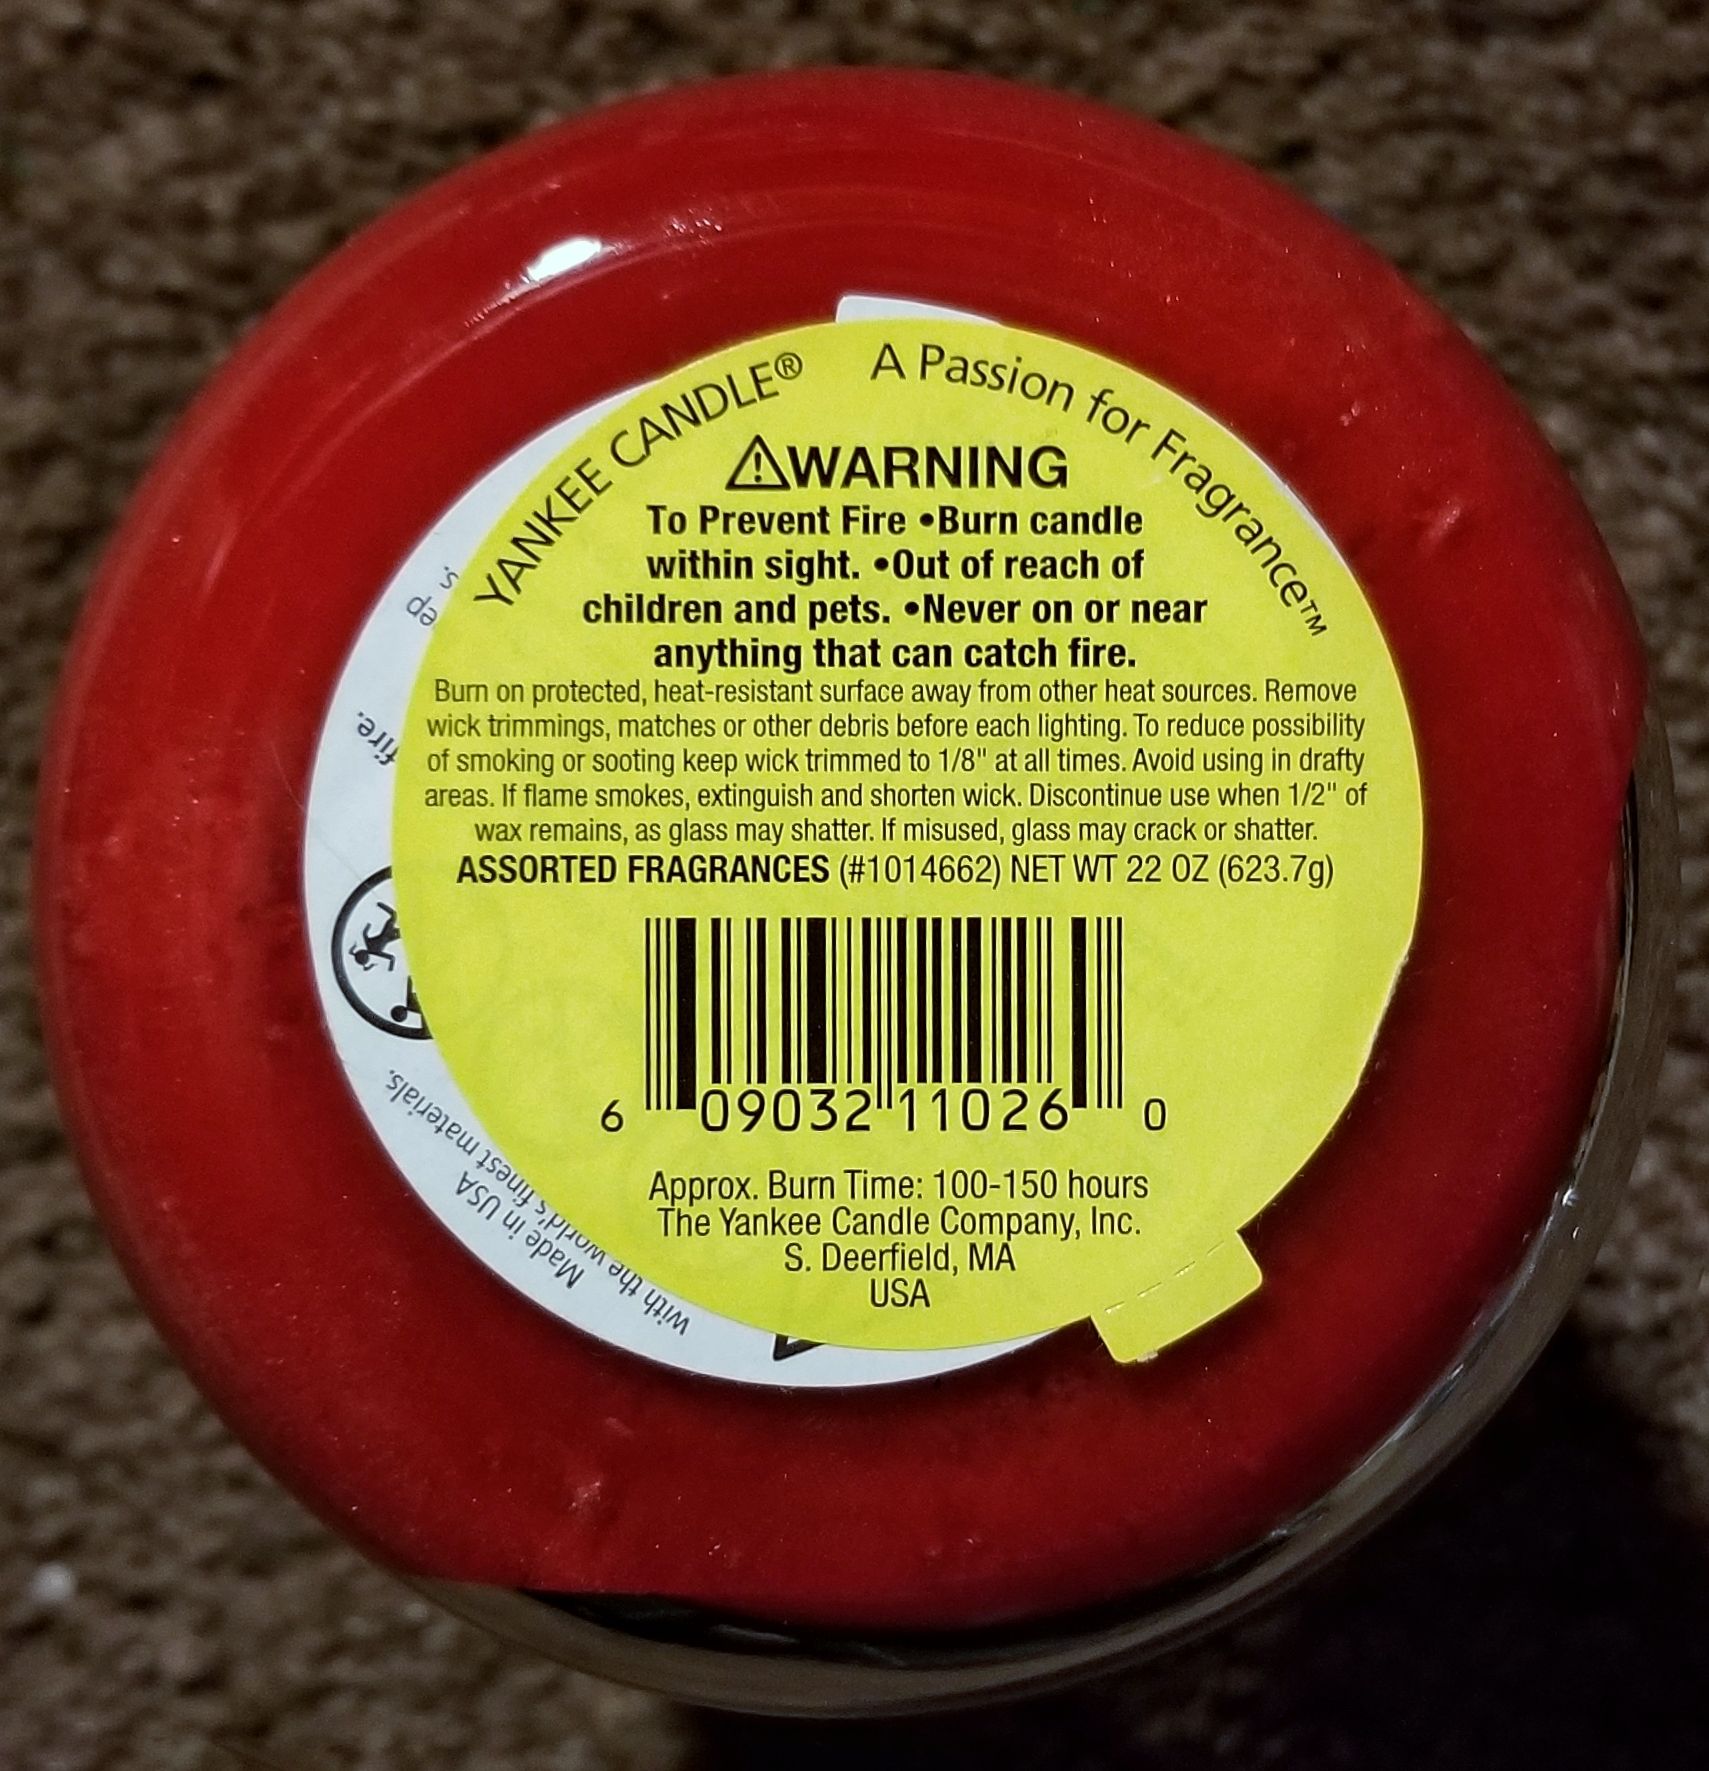 YANKEE CANDLE® A Passion for Fragrance™
WARNING
To Prevent Fire •Burn candle
within sight. •Out of reach of
children and pets. •Never on or near
anything that can catch fire.
Burn on protected, heat-resistant surface away from other heat sources. Remove
wick trimmings, matches or other debris before each lighting. To reduce possibility
of smoking or sooting keep wick trimmed to 1/8" at all times. Avoid using in drafty
areas. If flame smokes, extinguish and shorten wick. Discontinue use when 1/2" of
wax remains, as glass may shatter. If misused, glass may crack or shatter.
ASSORTED FRAGRANCES (#1014662) NET WT 22 OZ (623.7g)
6 09032 11026 0
Approx. Burn Time: 100-150 hours
The Yankee Candle Company, Inc.
S. Deerfield, MA
USA
fire.
with the world's finest materials.
Made in USA